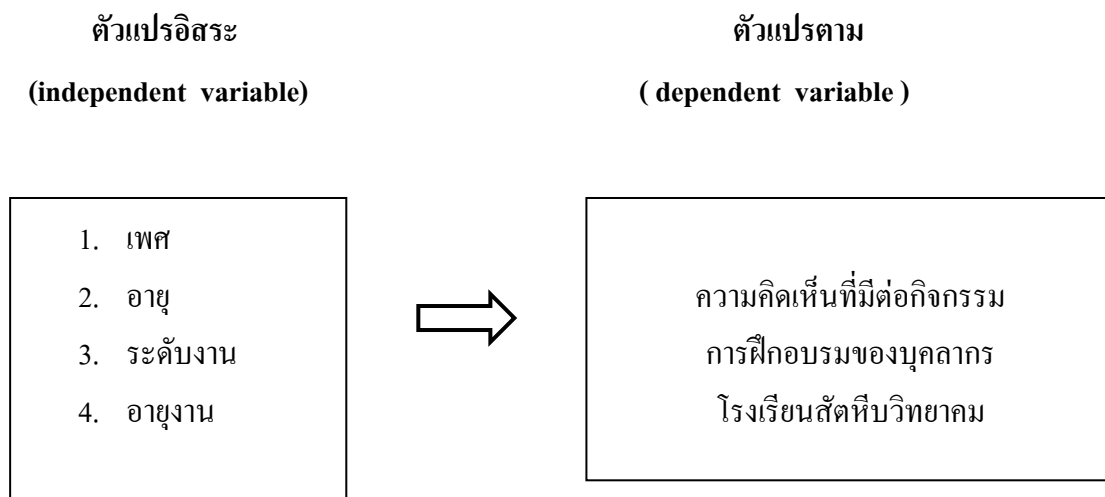 ตัวแปรอิสระ
(independent variable)
ตัวแปรตาม
( dependent variable )
1. เพศ
2. อายุ
3. ระดับงาน
4. อายุงาน
ความคิดเห็นที่มีต่อกิจกรรม
การฝึกอบรมของบุคลากร
โรงเรียนสัตหีบวิทยาคม